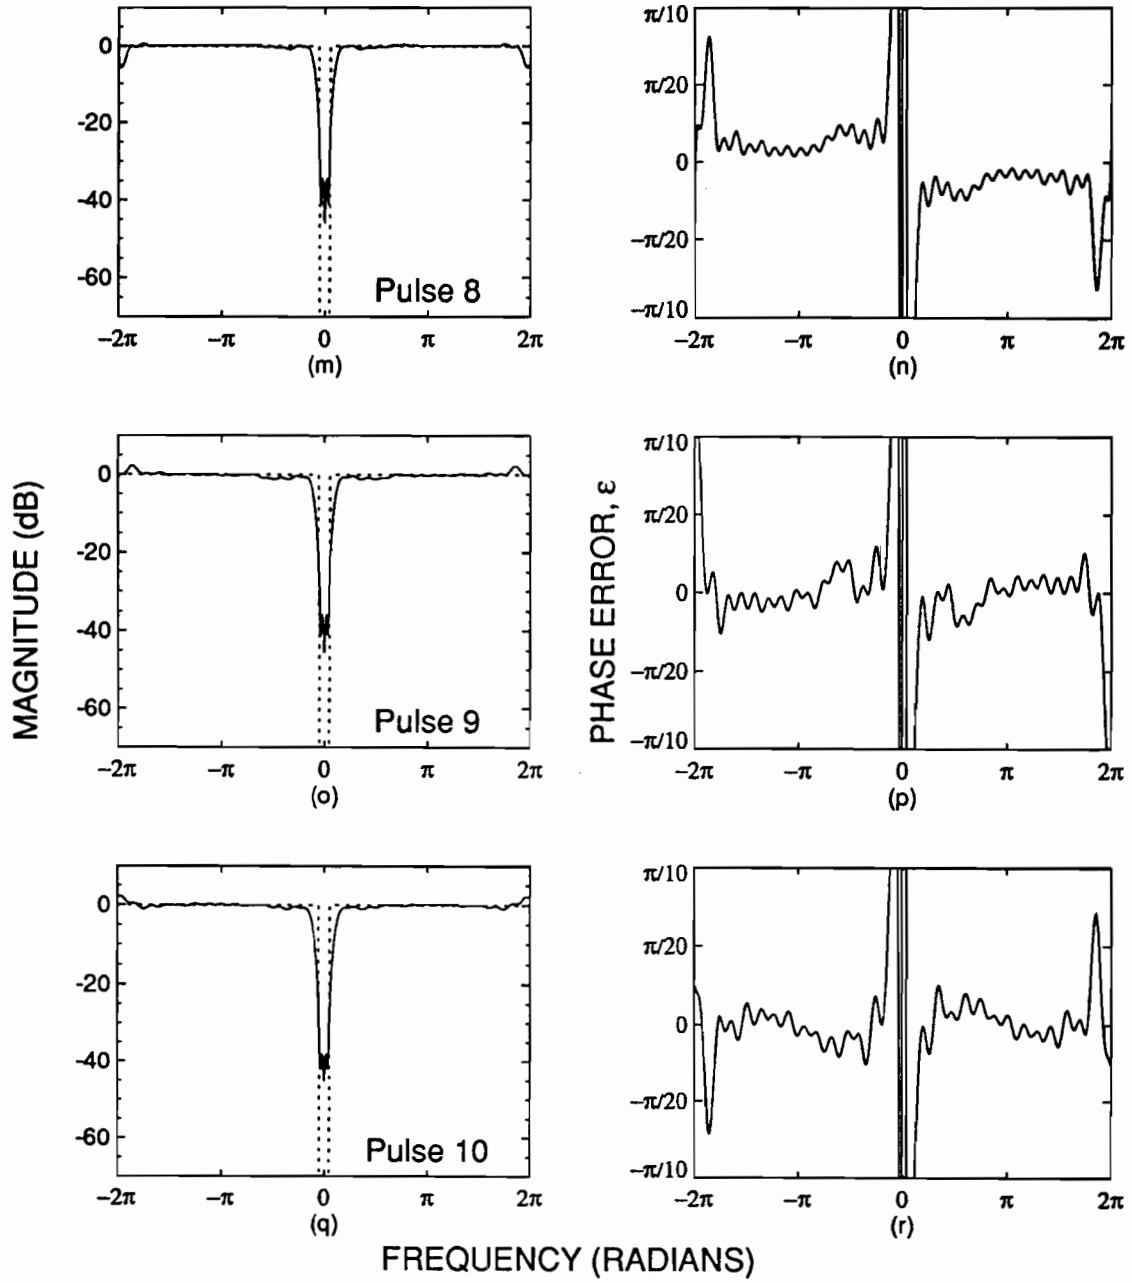 0
-20
-40
-60
Pulse 8
−2π −π 0 π 2π
(m)
π/10
π/20
0
−π/20
−π/10
−2π −π 0 π 2π
(n)
MAGNITUDE (dB)
0
-20
-40
-60
Pulse 9
−2π −π 0 π 2π
(o)
PHASE ERROR, ε
π/10
π/20
0
−π/20
−π/10
−2π −π 0 π 2π
(p)
0
-20
-40
-60
Pulse 10
−2π −π 0 π 2π
(q)
π/10
π/20
0
−π/20
−π/10
−2π −π 0 π 2π
(r)
FREQUENCY (RADIANS)